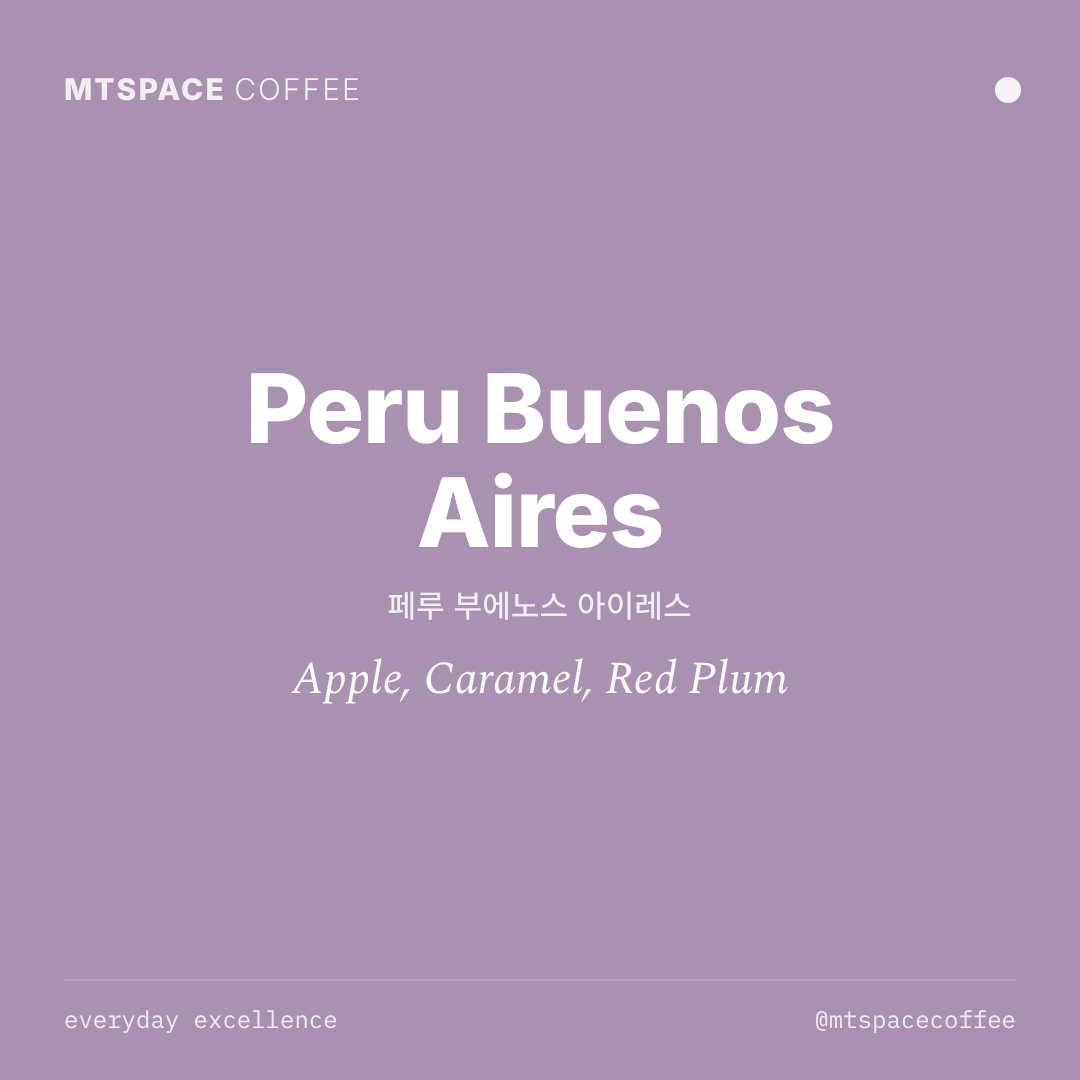 MTSPACE COFFEE
Peru Buenos
Aires
페루 부에노스 아이레스
Apple, Caramel, Red Plum
everyday excellence
@mtspacecoffee